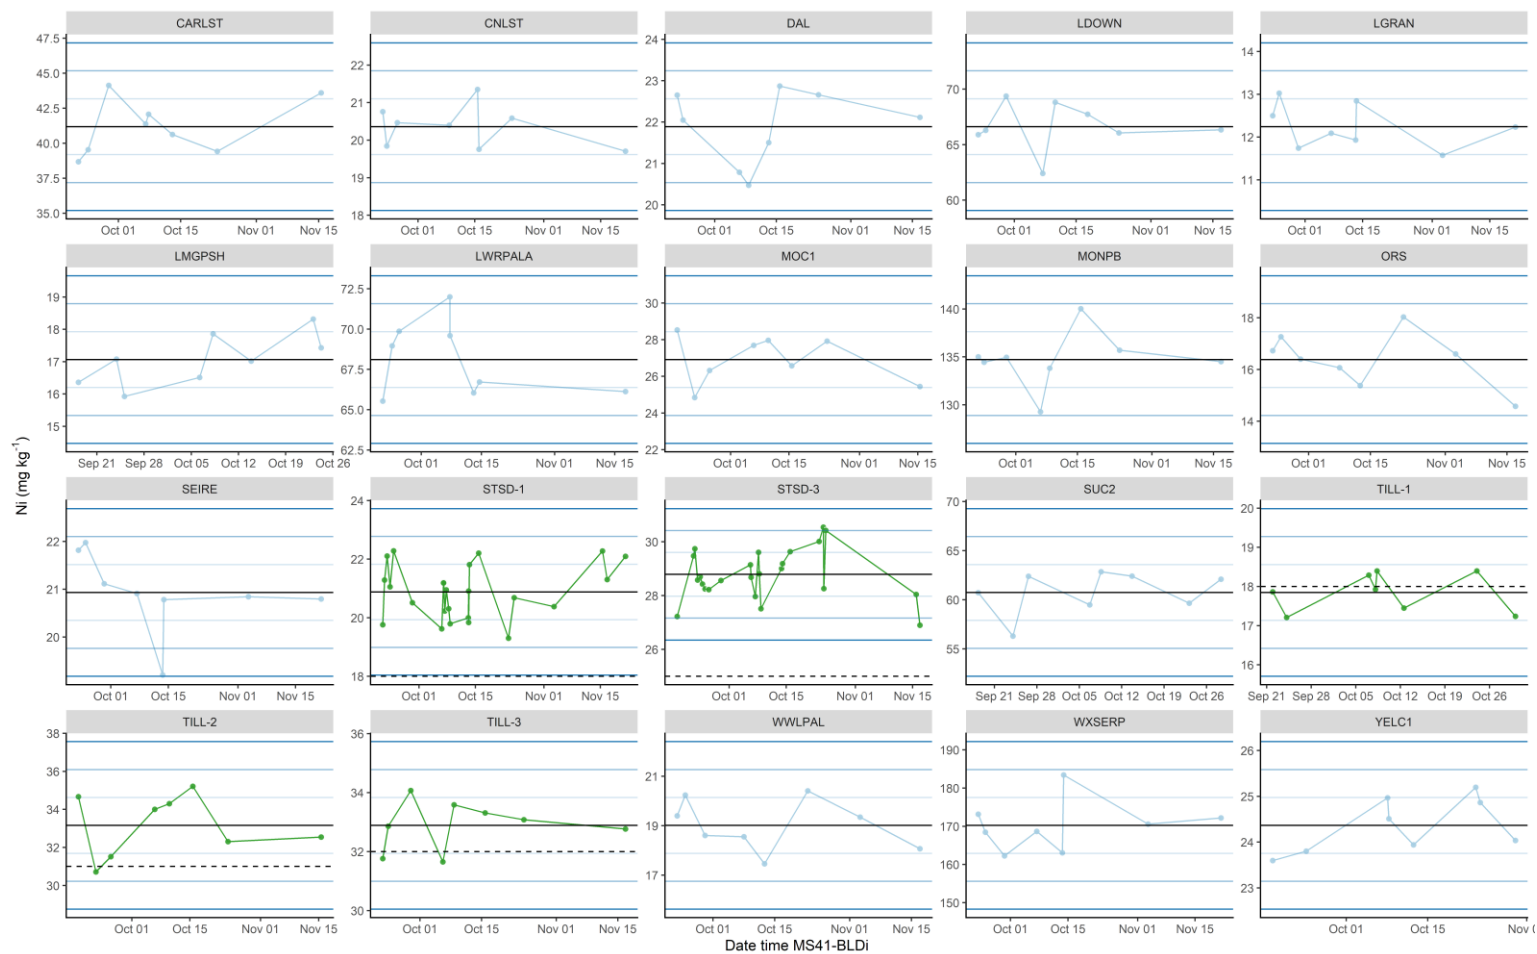 CARLST CNLST DAL LDOWN LGRAN
47.5 45.0 42.5 40.0 37.5 35.0
Oct 01 Oct 15 Nov 01 Nov 15
22 21 20 19 18
Oct 01 Oct 15 Nov 01 Nov 15
24 23 22 21 20
Oct 01 Oct 15 Nov 01 Nov 15
70 65 60
Oct 01 Oct 15 Nov 01 Nov 15
14 13 12 11
Oct 01 Oct 15 Nov 01 Nov 15
LMGPSH LWRPALA MOC1 MONPB ORS
19 18 17 16 15
Sep 21 Sep 28 Oct 05 Oct 12 Oct 19 Oct 26
72.5 70.0 67.5 65.0 62.5
Oct 01 Oct 15 Nov 01 Nov 15
30 28 26 24 22
Oct 01 Oct 15 Nov 01 Nov 15
140 135 130
Oct 01 Oct 15 Nov 01 Nov 15
18 16 14
Oct 01 Oct 15 Nov 01 Nov 15
Ni (mg kg-1)
SEIRE STSD-1 STSD-3 SUC2 TILL-1
22 21 20
Oct 01 Oct 15 Nov 01 Nov 15
24 22 20 18
Oct 01 Oct 15 Nov 01 Nov 15
30 28 26
Oct 01 Oct 15 Nov 01 Nov 15
70 65 60 55
Sep 21 Sep 28 Oct 05 Oct 12 Oct 19 Oct 26
20 19 18 17 16
Sep 21 Sep 28 Oct 05 Oct 12 Oct 19 Oct 26
TILL-2 TILL-3 WWLPAL WXSERP YELC1
38 36 34 32 30
Oct 01 Oct 15 Nov 01 Nov 15
36 34 32 30
Oct 01 Oct 15 Nov 01 Nov 15
21 19 17
Oct 01 Oct 15 Nov 01 Nov 15
190 180 170 160 150
Oct 01 Oct 15 Nov 01 Nov 15
26 25 24 23
Oct 01 Oct 15
Date time MS41-BLDi